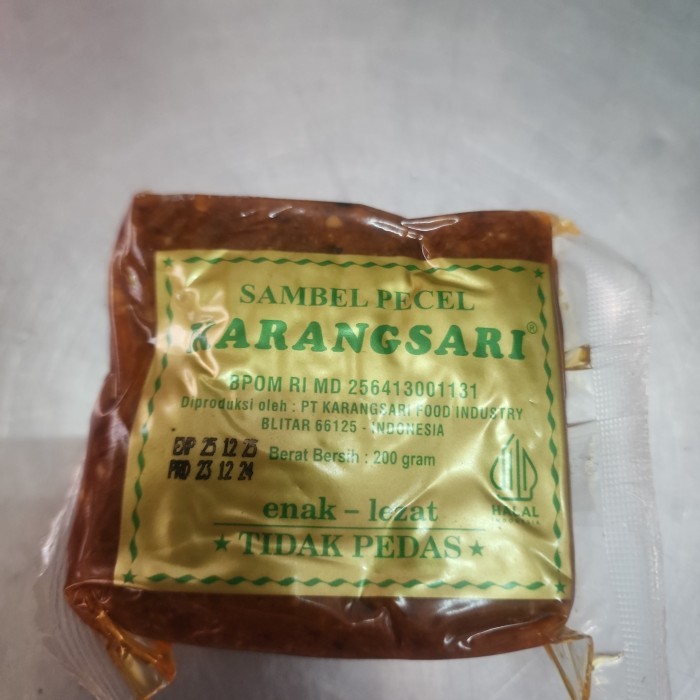 SAMBEL PECEL
KARANGSARI®
BPOM RI MD 256413001131
Diproduksi oleh : PT KARANGSARI FOOD INDUSTRY
BLITAR 66125 - INDONESIA
EXP 25 12 25
PRD 23 12 24
Berat Bersih : 200 gram
HALAL
INDONESIA
enak – lezat
★ TIDAK PEDAS ★